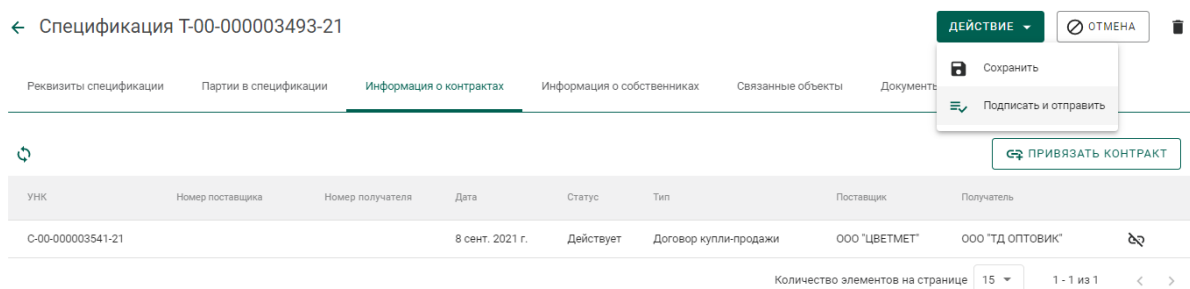 Спецификация Т-00-000003493-21
ДЕЙСТВИЕ
ОТМЕНА
Сохранить
Подписать и отправить
Реквизиты спецификации Партии в спецификации Информация о контрактах Информация о собственниках Связанные объекты Документы
ПРИВЯЗАТЬ КОНТРАКТ
УНК Номер поставщика Номер получателя Дата Статус Тип Поставщик Получатель
С-00-000003541-21 8 сент. 2021 г. Действует Договор купли-продажи ООО "ЦВЕТМЕТ" ООО "ТД ОПТОВИК"
Количество элементов на странице 15 1 - 1 из 1